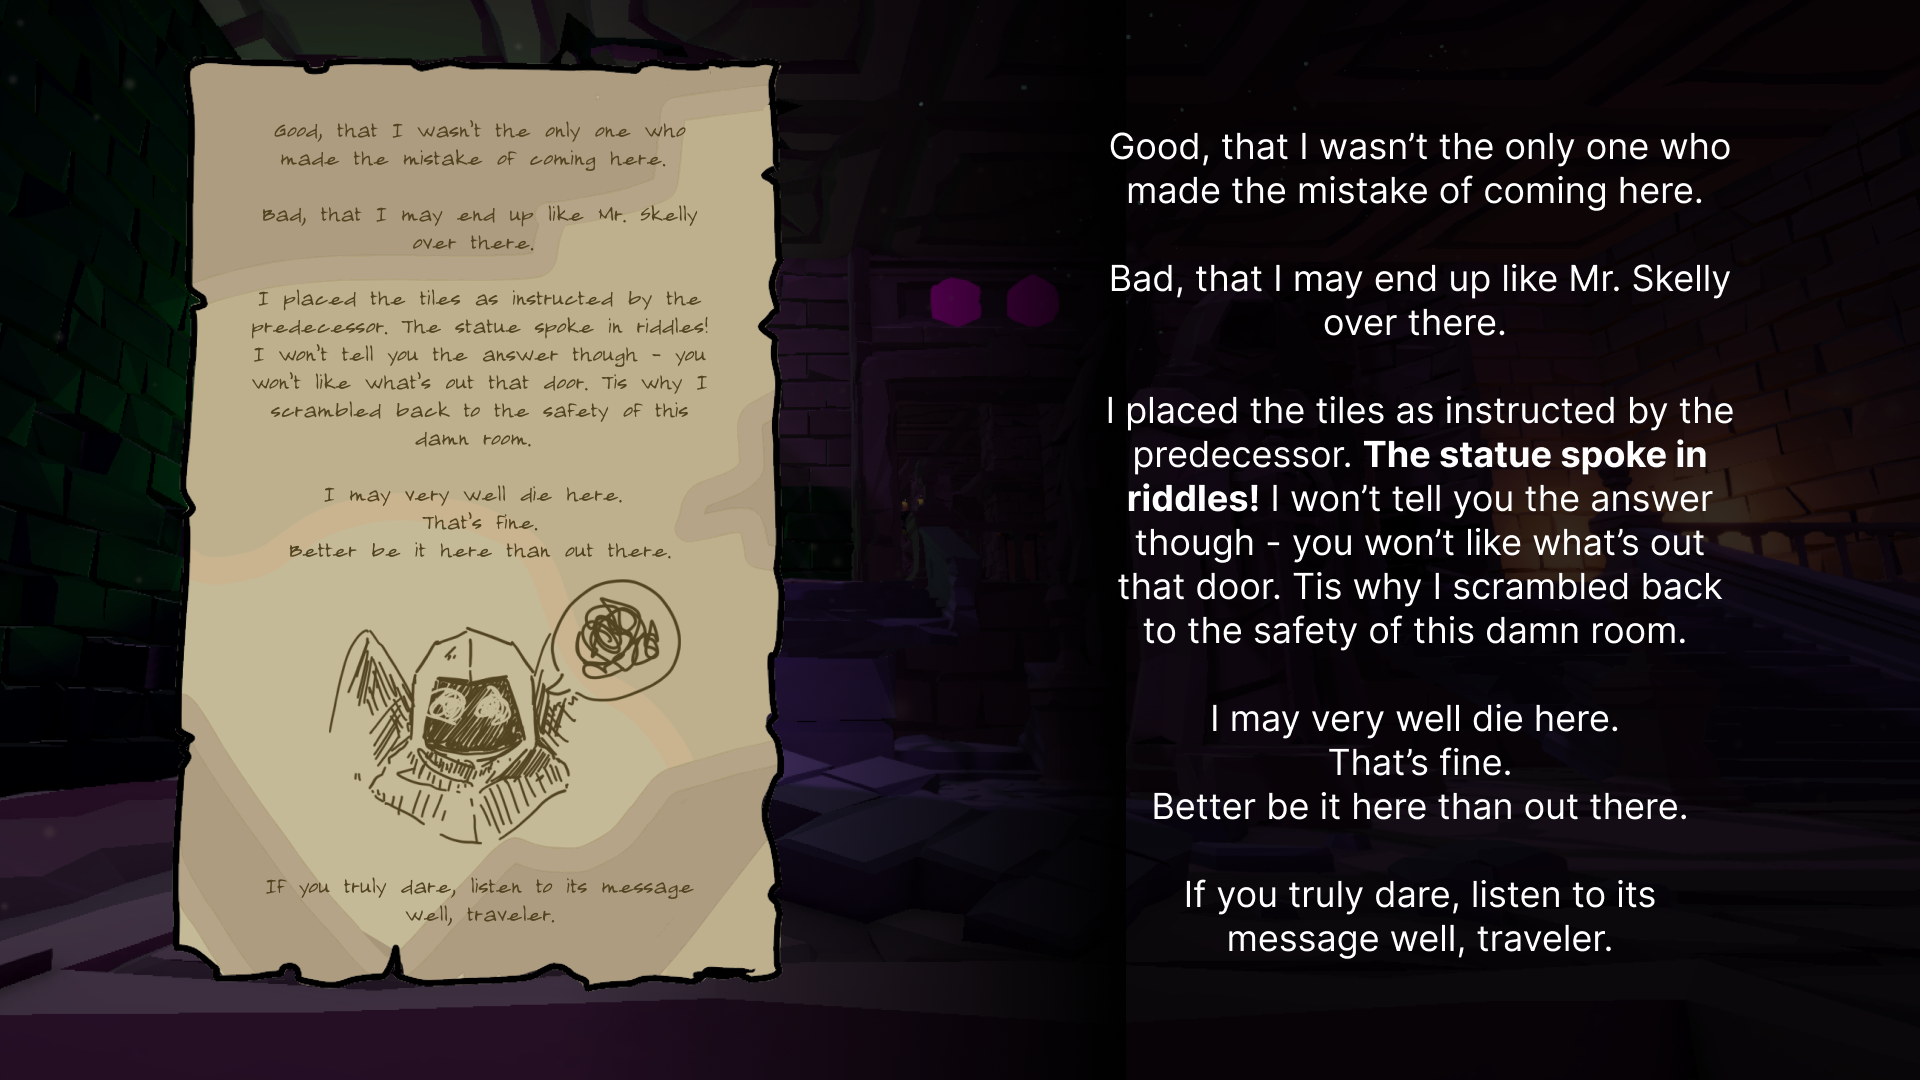 Good, that I wasn't the only one who
made the mistake of coming here.
Bad, that I may end up like Mr. Skelly
over there.
I placed the tiles as instructed by the
predecessor. The statue spoke in riddles!
I won't tell you the answer though - you
won't like what's out that door. Tis why I
scrambled back to the safety of this
damn room.
I may very well die here.
That's fine.
Better be it here than out there.
If you truly dare, listen to its message
well, traveler.
Good, that I wasn’t the only one who
made the mistake of coming here.
Bad, that I may end up like Mr. Skelly
over there.
I placed the tiles as instructed by the
predecessor. The statue spoke in
riddles! I won’t tell you the answer
though - you won’t like what’s out
that door. Tis why I scrambled back
to the safety of this damn room.
I may very well die here.
That’s fine.
Better be it here than out there.
If you truly dare, listen to its
message well, traveler.